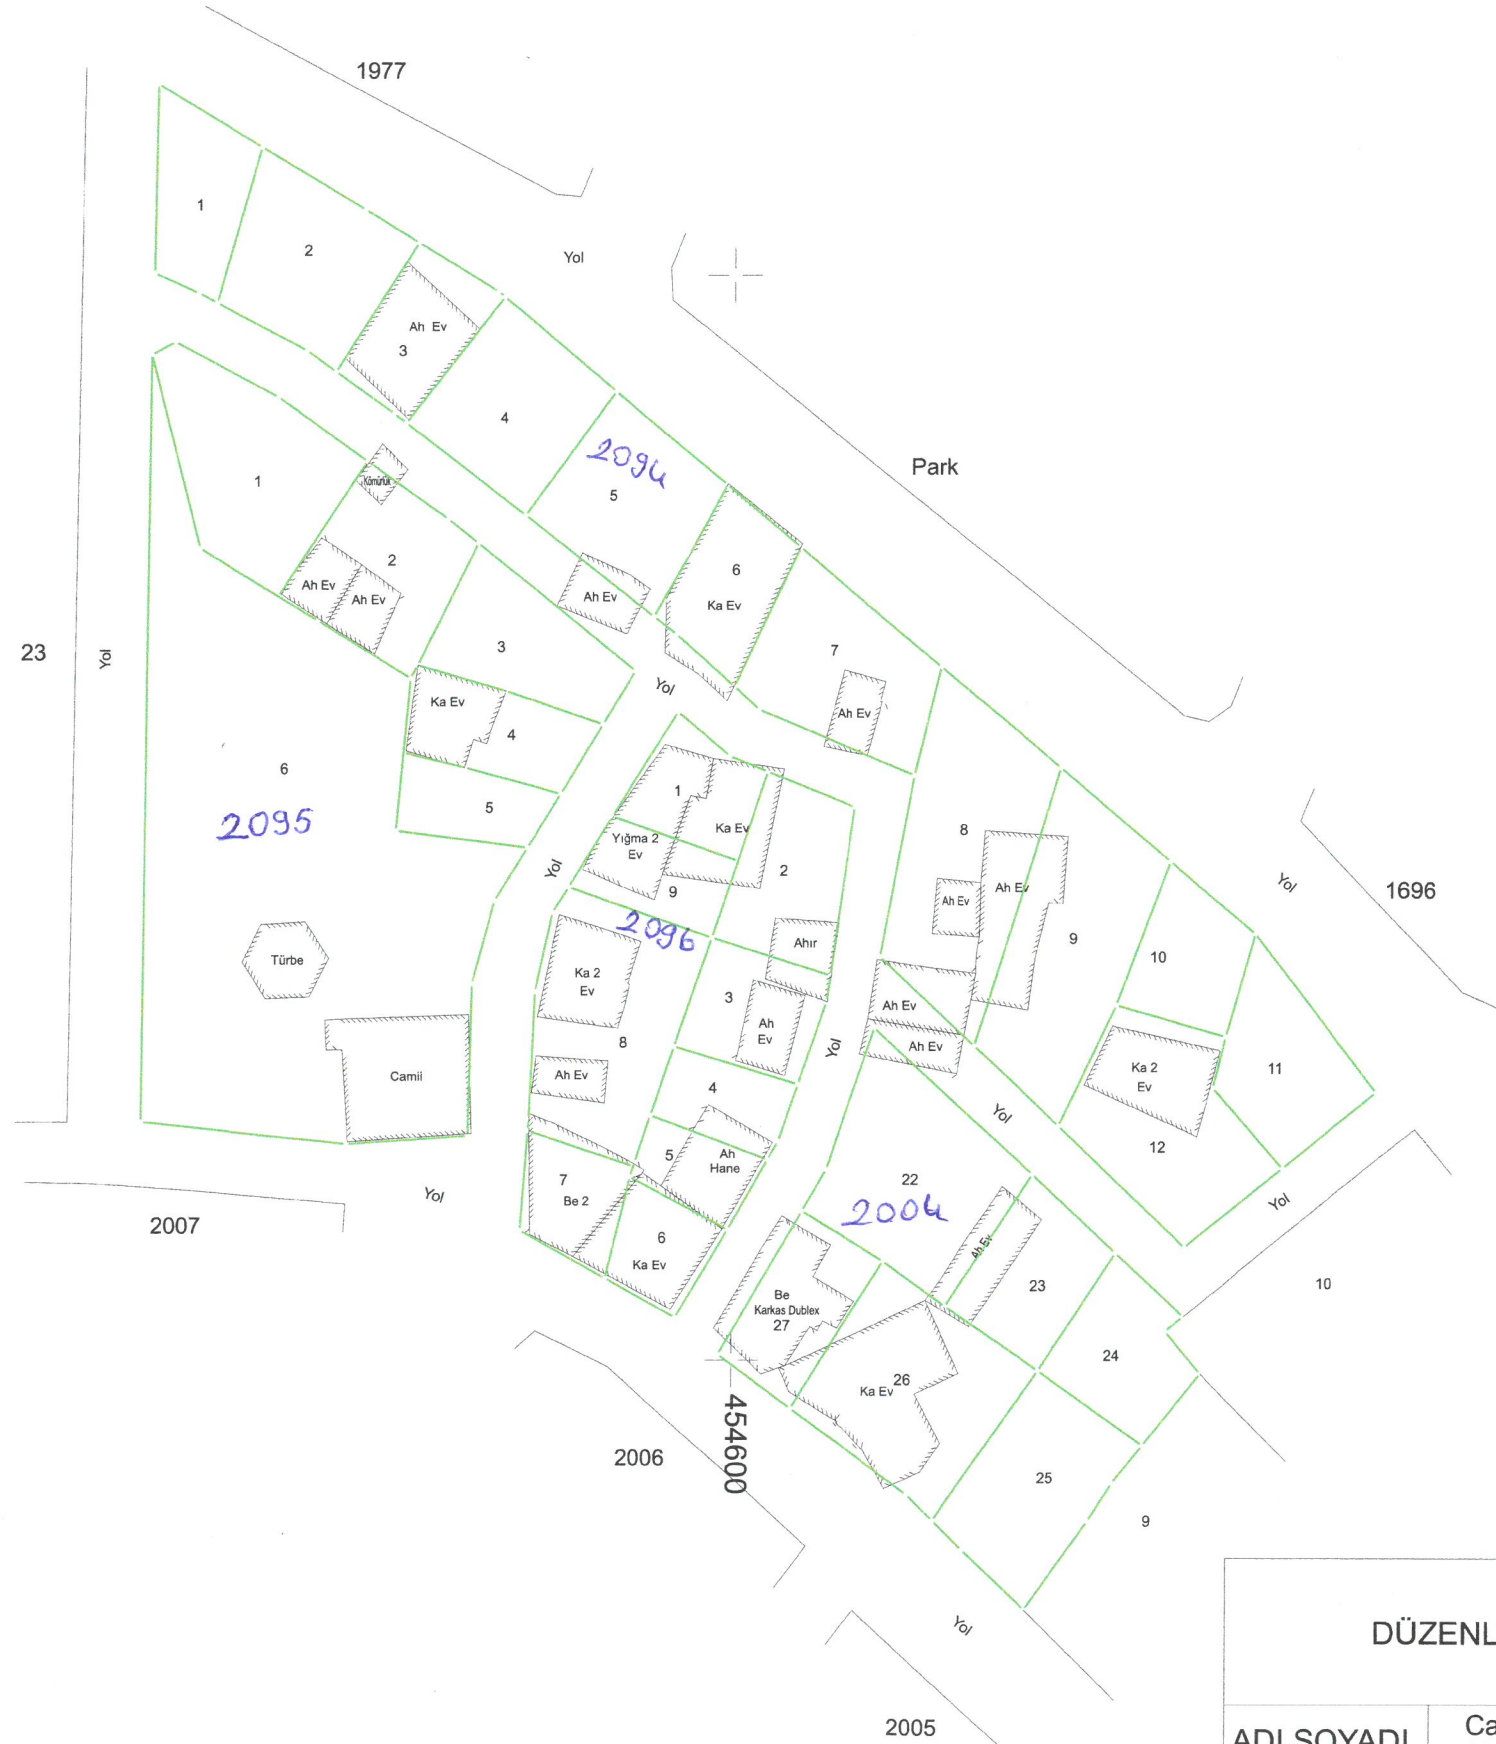 1977
1
2
Yol
Ah Ev
3
4
Park
2094
5
1
Kömürlük
2
6
Ah Ev
Ah Ev
Ah Ev
Ka Ev
3
7
23
Yol
Yol
Ka Ev
4
Ah Ev
6
5
1
2095
Ka Ev
8
Yığma 2
Ev
2
Yol
9
Ah Ev
Ah Ev
Yol
1696
2096
Ahır
9
10
Türbe
Ka 2
Ev
3
Ah Ev
Ah
Ev
8
Yol
Ah Ev
Camii
Ah Ev
4
Ka 2
Ev
11
Yol
5
Ah
Hane
12
7
Be 2
22
Yol
2007
Yol
2004
6
Ka Ev
Ah Ev
23
10
Be
Karkas Dublex
27
24
26
Ka Ev
454600
2006
25
9
Yol
DÜZENL
2005
ADI SOYADI
Ca